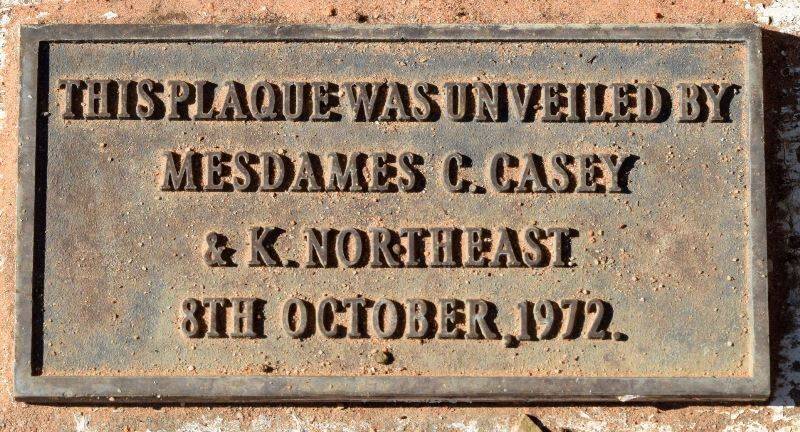 THIS PLAQUE WAS UNVEILED BY
MESDAMES C. CASEY
& K. NORTHEAST
8TH OCTOBER, 1972.